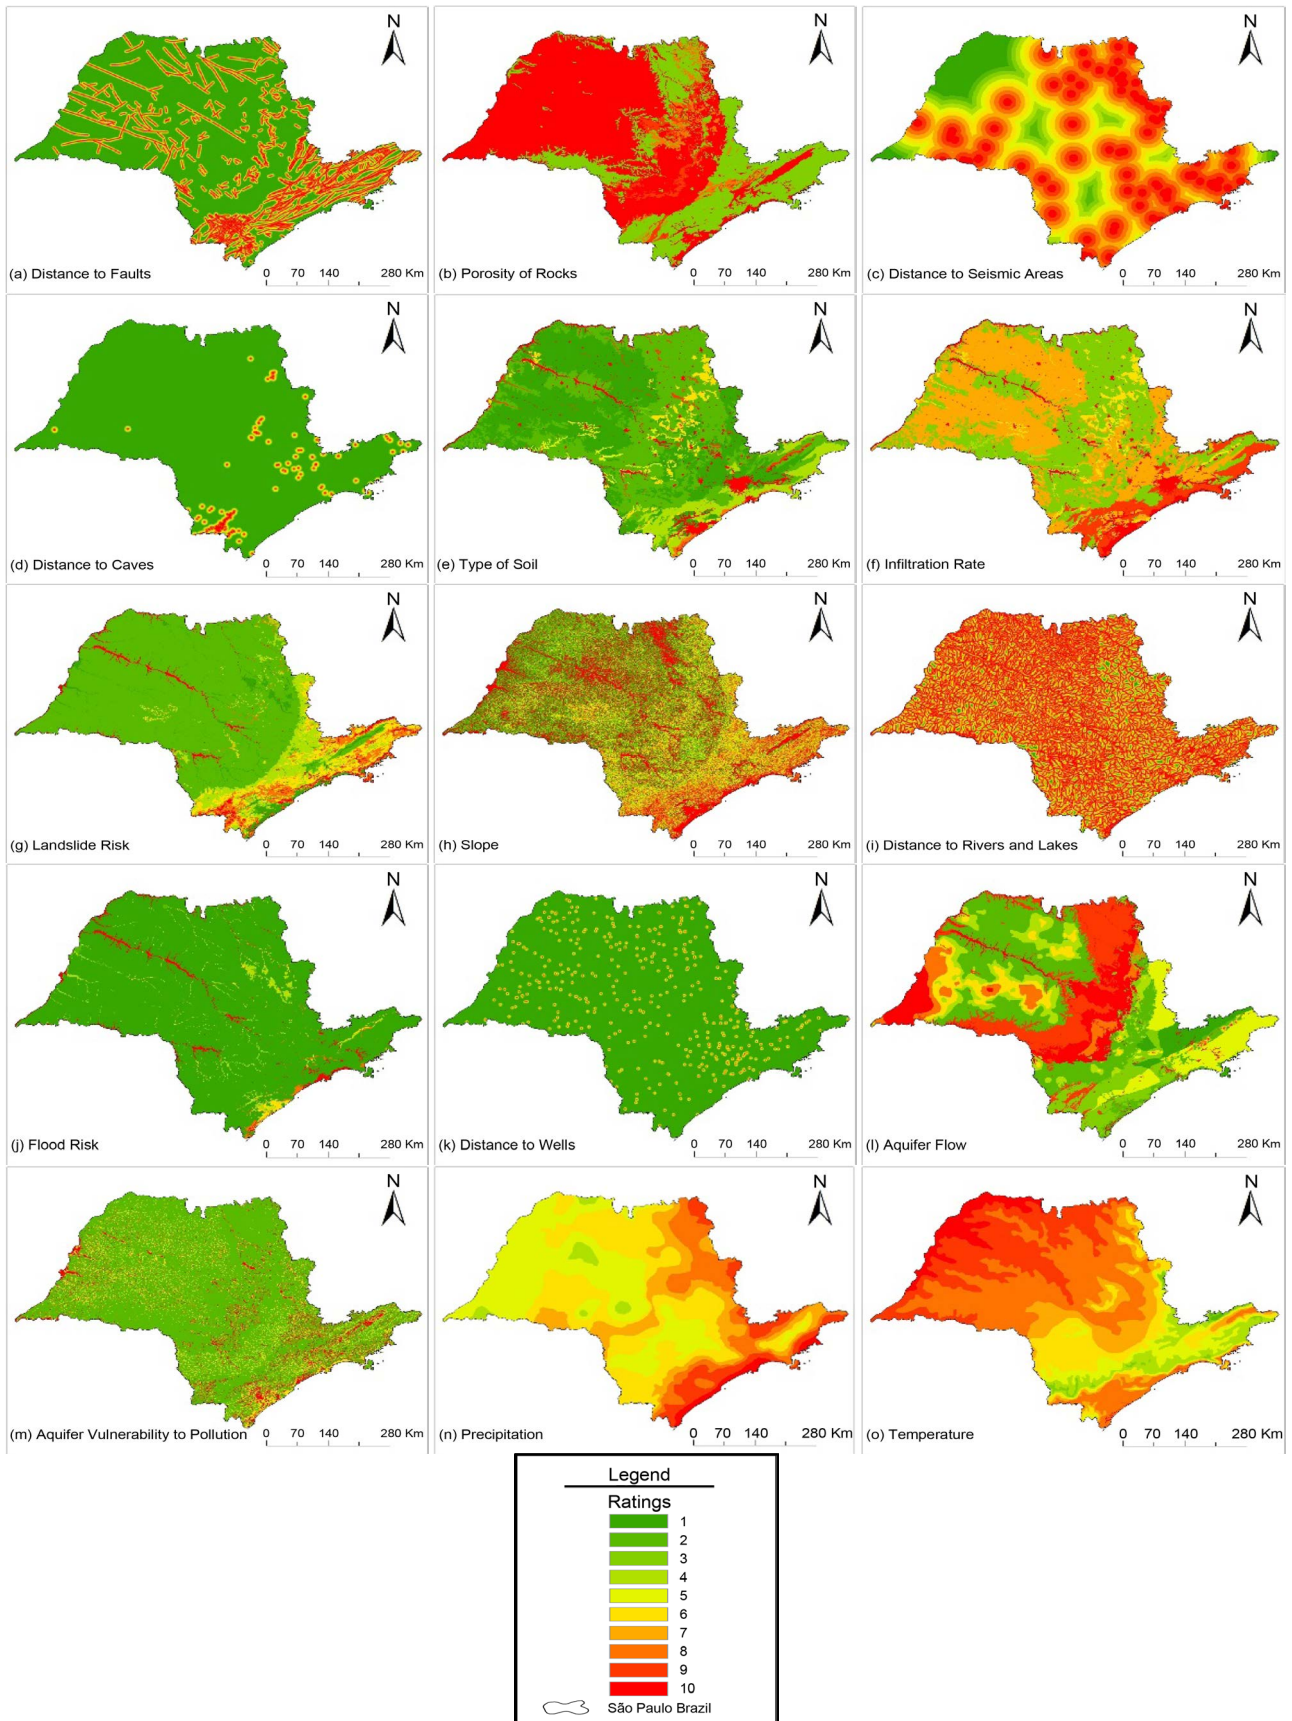 N
(a) Distance to Faults
0 70 140 280 Km
N
(b) Porosity of Rocks
0 70 140 280 Km
N
(c) Distance to Seismic Areas
0 70 140 280 Km
N
(d) Distance to Caves
0 70 140 280 Km
N
(e) Type of Soil
0 70 140 280 Km
N
(f) Infiltration Rate
0 70 140 280 Km
N
(g) Landslide Risk
0 70 140 280 Km
N
(h) Slope
0 70 140 280 Km
N
(i) Distance to Rivers and Lakes
0 70 140 280 Km
N
(j) Flood Risk
0 70 140 280 Km
N
(k) Distance to Wells
0 70 140 280 Km
N
(l) Aquifer Flow
0 70 140 280 Km
N
(m) Aquifer Vulnerability to Pollution
0 70 140 280 Km
N
(n) Precipitation
0 70 140 280 Km
N
(o) Temperature
0 70 140 280 Km
Legend
Ratings
1
2
3
4
5
6
7
8
9
10
São Paulo Brazil